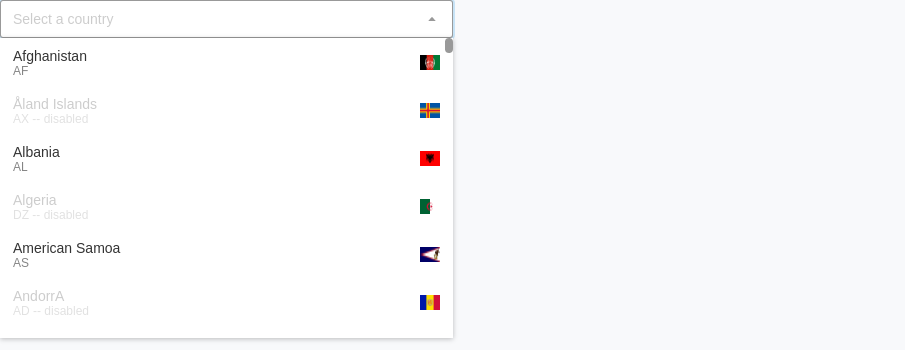 Select a country
Afghanistan
AF
Åland Islands
AX -- disabled
Albania
AL
Algeria
DZ -- disabled
American Samoa
AS
AndorrA
AD -- disabled